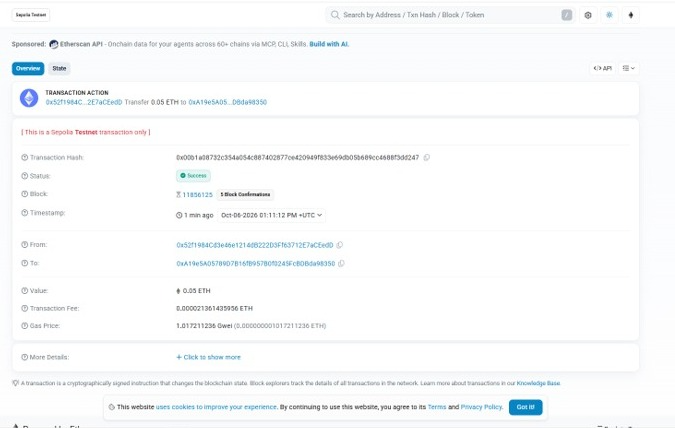 Sepolia Testnet
Search by Address / Txn Hash / Block / Token /
Sponsored: Etherscan API - Onchain data for your agents across 60+ chains via MCP, CLI, Skills. Build with AI.
Overview State API
TRANSACTION ACTION
0x52f1984C...2E7aCEedD Transfer 0.05 ETH to 0xA19e5A05...DBda98350
[ This is a Sepolia Testnet transaction only ]
Transaction Hash: 0x00b1a08732c354a054c887402877ce420949f833e69db05b689cc4688f3dd247
Status: Success
Block: 11856125 5 Block Confirmations
Timestamp: 1 min ago Oct-06-2026 01:11:12 PM +UTC
From: 0x52f1984Cd3e46e1214dB222D3Ff63712E7aCEedD
To: 0xA19e5A05789D7B16fB957B0f0245FcBDBda98350
Value: 0.05 ETH
Transaction Fee: 0.000021361435956 ETH
Gas Price: 1.017211236 Gwei (0.000000001017211236 ETH)
More Details: + Click to show more
A transaction is a cryptographically signed instruction that changes the blockchain state. Block explorers track the details of all transactions in the network. Learn more about transactions in our Knowledge Base.
This website uses cookies to improve your experience. By continuing to use this website, you agree to its Terms and Privacy Policy. Got it!